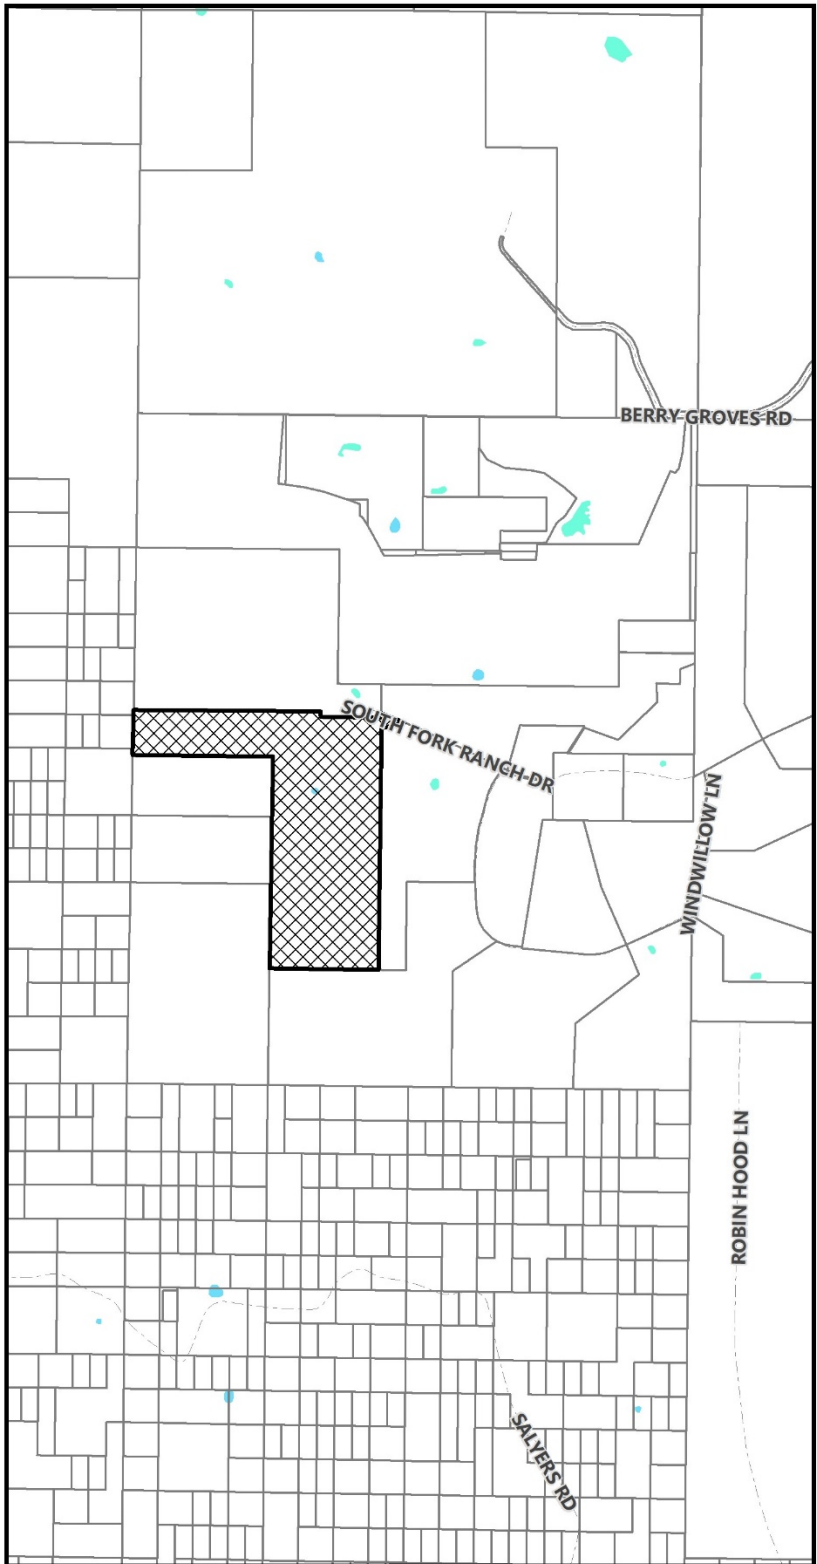 BERRY GROVES RD
SOUTH FORK RANCH DR
WINDWILLOW LN
ROBIN HOOD LN
SALYERS RD